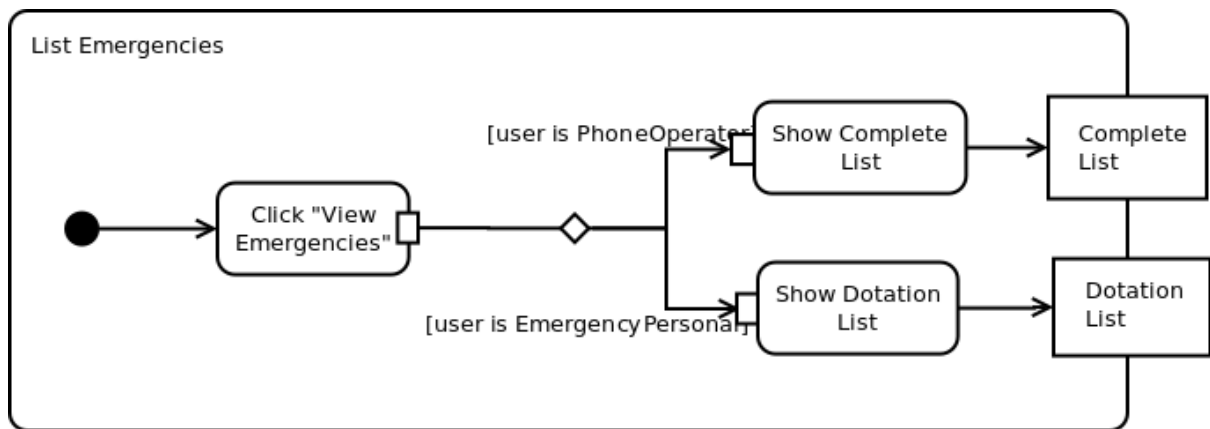 List Emergencies
[user is PhoneOperator]
Show Complete
List
Complete
List
Click "View
Emergencies"
Show Dotation
List
Dotation
List
[user is EmergencyPersonal]